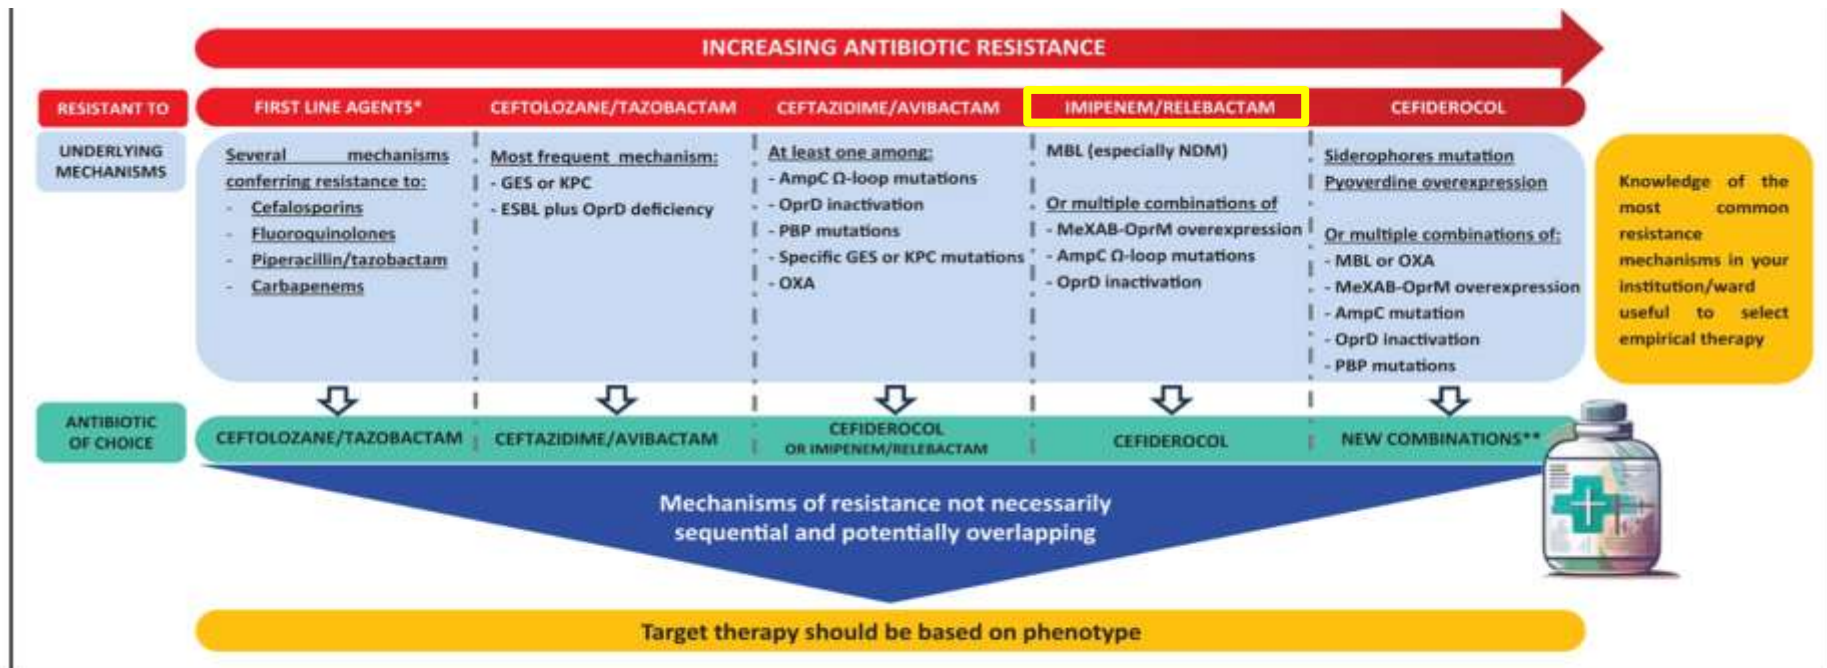 INCREASING ANTIBIOTIC RESISTANCE
RESISTANT TO
FIRST LINE AGENTS*
CEFTOLOZANE/TAZOBACTAM
CEFTAZIDIME/AVIBACTAM
IMIPENEM/RELEBACTAM
CEFIDEROCOL
UNDERLYING
MECHANISMS
Several mechanisms
conferring resistance to:
- Cefalosporins
- Fluoroquinolones
- Piperacillin/tazobactam
- Carbapenems
Most frequent mechanism:
- GES or KPC
- ESBL plus OprD deficiency
At least one among:
- AmpC Ω-loop mutations
- OprD inactivation
- PBP mutations
- Specific GES or KPC mutations
- OXA
MBL (especially NDM)
Or multiple combinations of
- MeXAB-OprM overexpression
- AmpC Ω-loop mutations
- OprD inactivation
Siderophores mutation
Pyoverdine overexpression
Or multiple combinations of:
- MBL or OXA
- MeXAB-OprM overexpression
- AmpC mutation
- OprD inactivation
- PBP mutations
Knowledge of the
most common
resistance
mechanisms in your
institution/ward
useful to select
empirical therapy
ANTIBIOTIC
OF CHOICE
CEFTOLOZANE/TAZOBACTAM
CEFTAZIDIME/AVIBACTAM
CEFIDEROCOL
OR IMIPENEM/RELEBACTAM
CEFIDEROCOL
NEW COMBINATIONS**
Mechanisms of resistance not necessarily
sequential and potentially overlapping
Target therapy should be based on phenotype